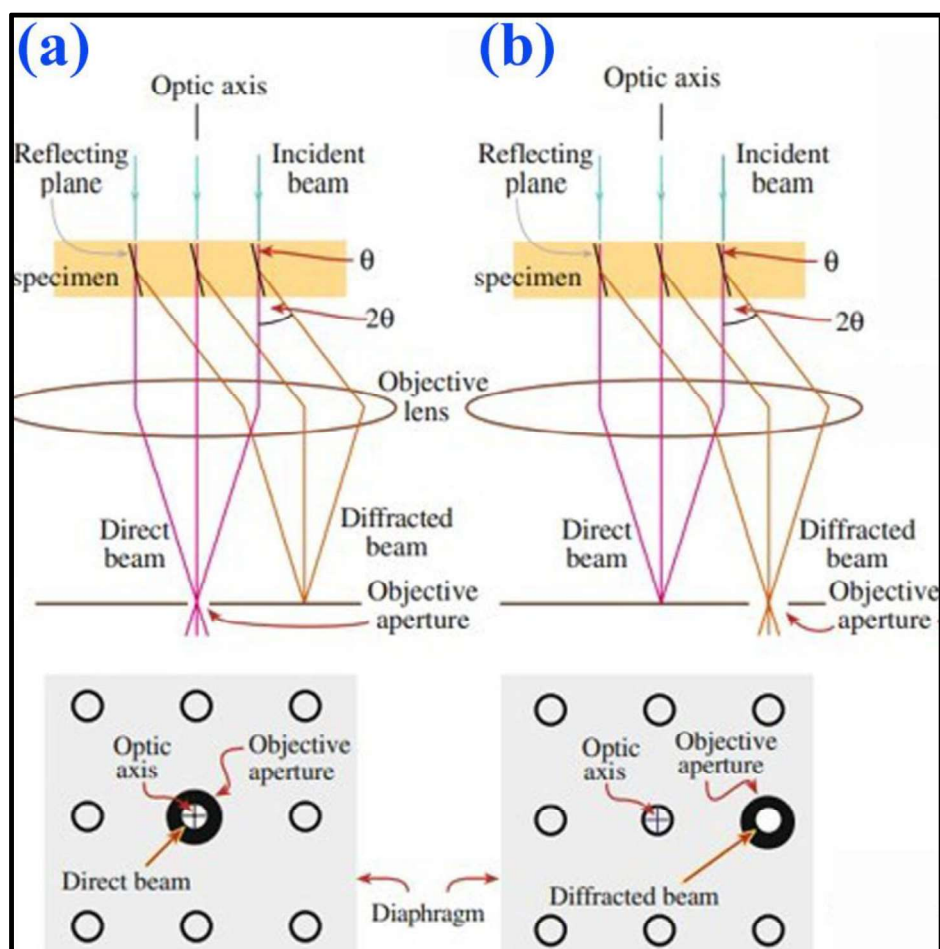 (a)
Optic axis
Reflecting
plane
Incident
beam
θ
specimen
2θ
Objective
lens
Direct
beam
Diffracted
beam
Objective
aperture
Optic
axis
Objective
aperture
Direct beam
(b)
Optic axis
Reflecting
plane
Incident
beam
θ
specimen
2θ
Direct
beam
Diffracted
beam
Objective
aperture
Optic
axis
Objective
aperture
Diffracted beam
Diaphragm